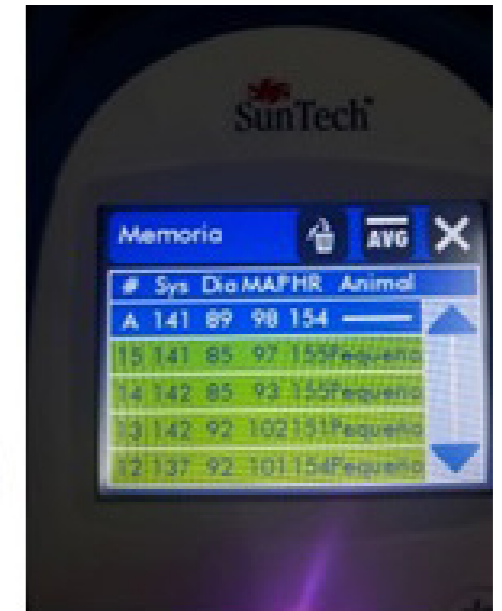 SunTech
Memoria AVG
# Sys Dia MAP HR Animal
A 141 89 98 154
15 141 85 97 155 Pequeño
14 142 85 93 155 Pequeño
13 142 92 102 151 Pequeño
12 137 92 101 154 Pequeño